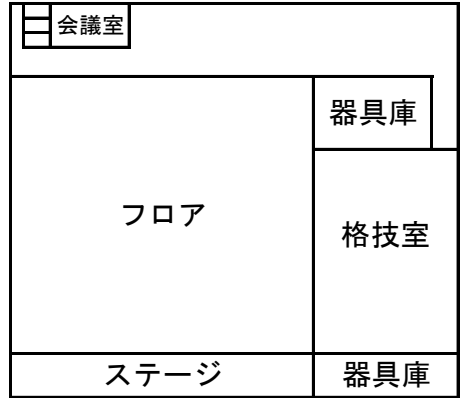 会議室
器具庫
フロア
格技室
ステージ
器具庫